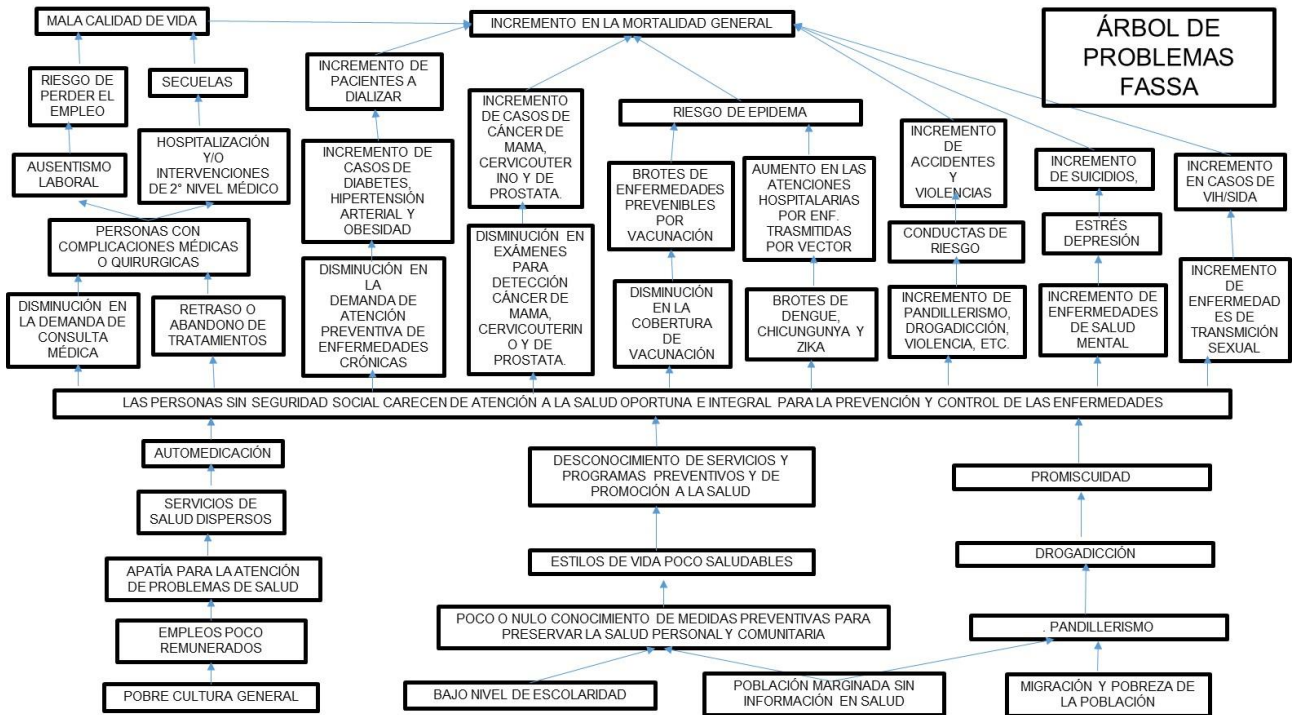 MALA CALIDAD DE VIDA
INCREMENTO EN LA MORTALIDAD GENERAL
ÁRBOL DE
PROBLEMAS
FASSA
RIESGO DE
PERDER EL
EMPLEO
SECUELAS
INCREMENTO DE
PACIENTES A
DIALIZAR
INCREMENTO
DE CASOS DE
CÁNCER DE
MAMA,
CERVICOUTER
INO Y DE
PROSTATA.
RIESGO DE EPIDEMA
INCREMENTO
DE
ACCIDENTES
Y
VIOLENCIAS
INCREMENTO
DE SUICIDIOS,
INCREMENTO
EN CASOS DE
VIH/SIDA
AUSENTISMO
LABORAL
HOSPITALIZACIÓN
Y/O
INTERVENCIONES
DE 2° NIVEL MÉDICO
INCREMENTO DE
CASOS DE
DIABETES,
HIPERTENSIÓN
ARTERIAL Y
OBESIDAD
BROTES DE
ENFERMEDADES
PREVENIBLES
POR
VACUNACIÓN
AUMENTO EN LAS
ATENCIONES
HOSPITALARIAS
POR ENF.
TRASMITIDAS
POR VECTOR
CONDUCTAS DE
RIESGO
ESTRÉS
DEPRESIÓN
PERSONAS CON
COMPLICACIONES MÉDICAS
O QUIRURGICAS
DISMINUCIÓN EN
LA DEMANDA DE
CONSULTA
MÉDICA
RETRASO O
ABANDONO DE
TRATAMIENTOS
DISMINUCIÓN EN
LA
DEMANDA DE
ATENCIÓN
PREVENTIVA DE
ENFERMEDADES
CRÓNICAS
DISMINUCIÓN EN
EXÁMENES
PARA
DETECCIÓN
CÁNCER DE
MAMA,
CERVICOUTERIN
O Y DE
PROSTATA.
DISMINUCIÓN
EN LA
COBERTURA
DE
VACUNACIÓN
BROTES DE
DENGUE,
CHICUNGUNYA Y
ZIKA
INCREMENTO DE
PANDILLERISMO,
DROGADICCIÓN,
VIOLENCIA, ETC.
INCREMENTO DE
ENFERMEDADES
DE SALUD
MENTAL
INCREMENTO
DE
ENFERMEDAD
ES DE
TRANSMICIÓN
SEXUAL
LAS PERSONAS SIN SEGURIDAD SOCIAL CARECEN DE ATENCIÓN A LA SALUD OPORTUNA E INTEGRAL PARA LA PREVENCIÓN Y CONTROL DE LAS ENFERMEDADES
AUTOMEDICACIÓN
SERVICIOS DE
SALUD DISPERSOS
APATÌA PARA LA ATENCIÓN
DE PROBLEMAS DE SALUD
EMPLEOS POCO
REMUNERADOS
POBRE CULTURA GENERAL
DESCONOCIMIENTO DE SERVICIOS Y
PROGRAMAS PREVENTIVOS Y DE
PROMOCIÓN A LA SALUD
ESTILOS DE VIDA POCO SALUDABLES
POCO O NULO CONOCIMIENTO DE MEDIDAS PREVENTIVAS PARA
PRESERVAR LA SALUD PERSONAL Y COMUNITARIA
BAJO NIVEL DE ESCOLARIDAD
POBLACIÓN MARGINADA SIN
INFORMACIÓN EN SALUD
PROMISCUIDAD
DROGADICCIÓN
. PANDILLERISMO
MIGRACIÓN Y POBREZA DE
LA POBLACIÓN